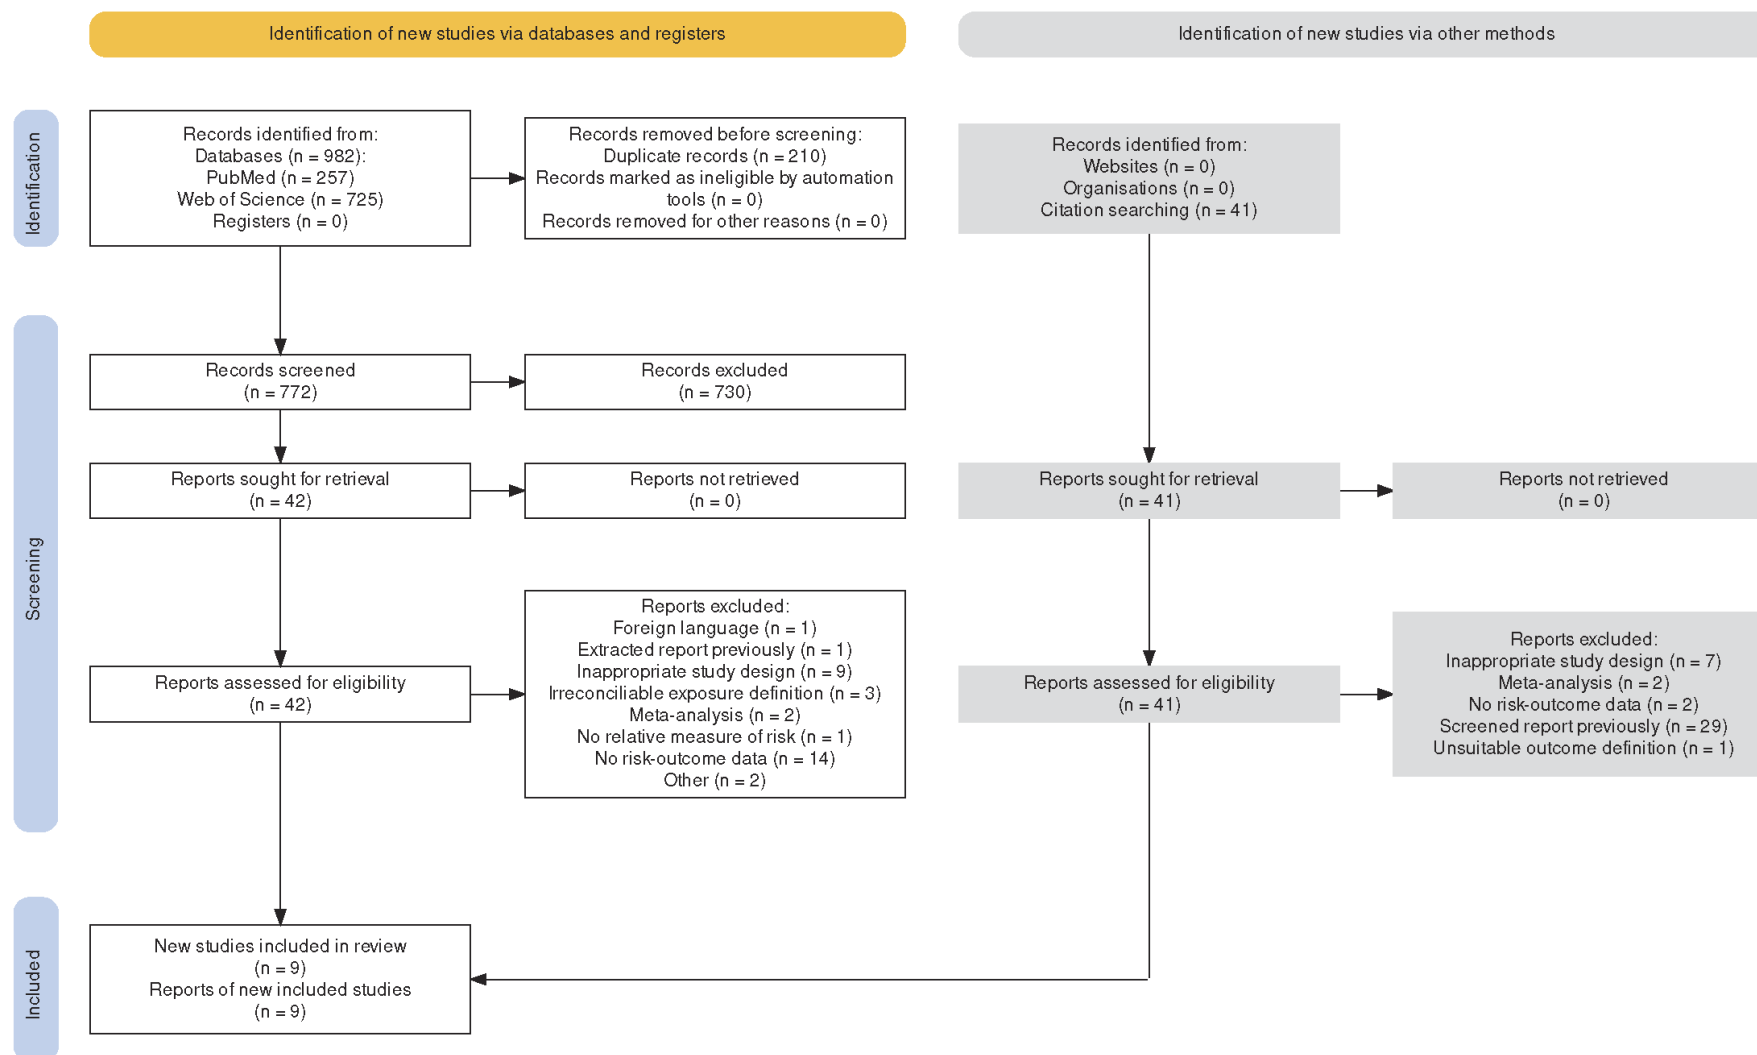 Identification of new studies via databases and registers
Identification of new studies via other methods
Identification
Records identified from:
Databases (n = 982):
PubMed (n = 257)
Web of Science (n = 725)
Registers (n = 0)
Records removed before screening:
Duplicate records (n = 210)
Records marked as ineligible by automation
tools (n = 0)
Records removed for other reasons (n = 0)
Records identified from:
Websites (n = 0)
Organisations (n = 0)
Citation searching (n = 41)
Screening
Records screened
(n = 772)
Records excluded
(n = 730)
Reports sought for retrieval
(n = 42)
Reports not retrieved
(n = 0)
Reports sought for retrieval
(n = 41)
Reports not retrieved
(n = 0)
Reports assessed for eligibility
(n = 42)
Reports excluded:
Foreign language (n = 1)
Extracted report previously (n = 1)
Inappropriate study design (n = 9)
Irreconciliable exposure definition (n = 3)
Meta-analysis (n = 2)
No relative measure of risk (n = 1)
No risk-outcome data (n = 14)
Other (n = 2)
Reports assessed for eligibility
(n = 41)
Reports excluded:
Inappropriate study design (n = 7)
Meta-analysis (n = 2)
No risk-outcome data (n = 2)
Screened report previously (n = 29)
Unsuitable outcome definition (n = 1)
Included
New studies included in review
(n = 9)
Reports of new included studies
(n = 9)